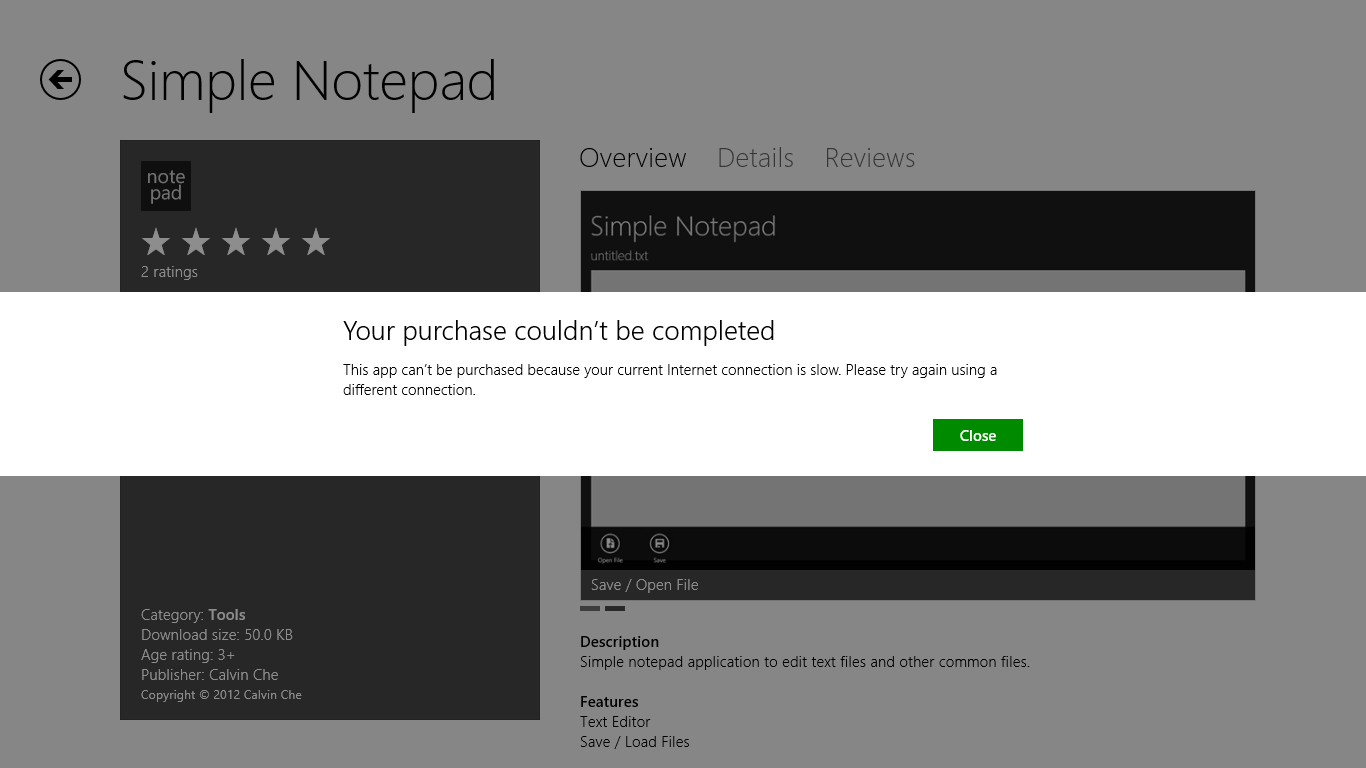 Simple Notepad
note
pad
2 ratings
Overview Details Reviews
Simple Notepad
untitled.txt
Your purchase couldn’t be completed
This app can’t be purchased because your current Internet connection is slow. Please try again using a
different connection.
Close
Open File Save
Save / Open File
Category: Tools
Download size: 50.0 KB
Age rating: 3+
Publisher: Calvin Che
Copyright © 2012 Calvin Che
Description
Simple notepad application to edit text files and other common files.
Features
Text Editor
Save / Load Files